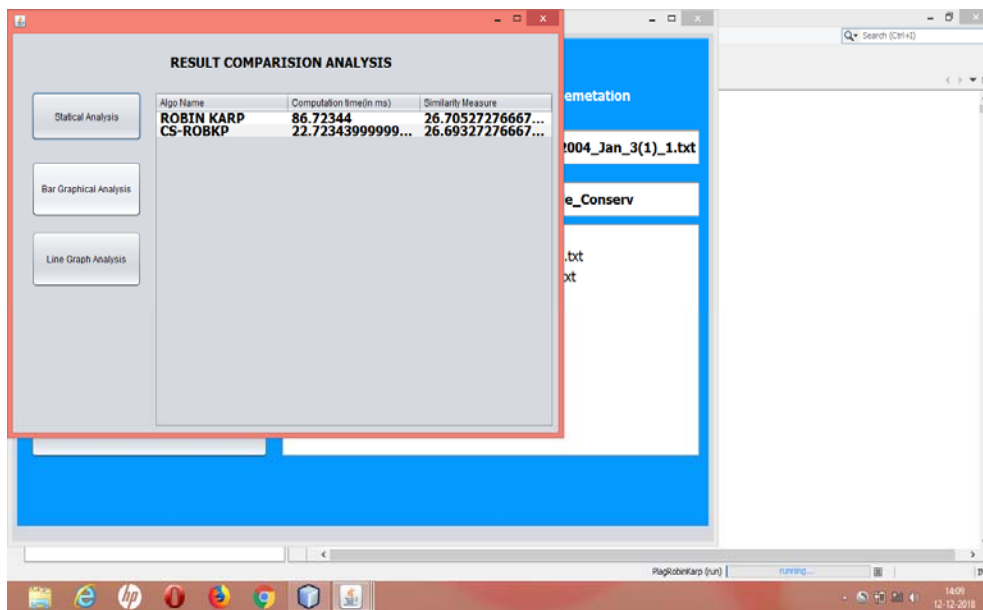 RESULT COMPARISION ANALYSIS
Statical Analysis
Bar Graphical Analysis
Line Graph Analysis
Algo Name Computation time(in ms) Similarity Measure
ROBIN KARP 86.72344 26.70527276667...
CS-ROBKP 22.72343999999... 26.69327276667...
emetation
2004_Jan_3(1)_1.txt
e_Conserv
.txt
xt
Search (Ctrl+I)
PlagRobinKarp (run) running...
14:09
12-12-2018